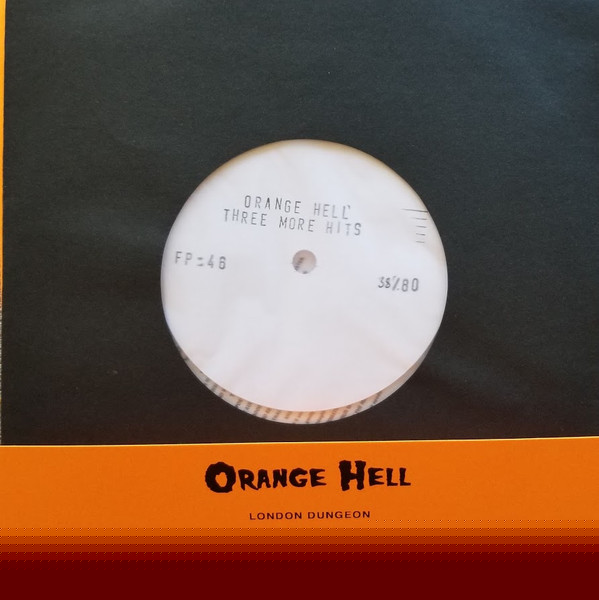 ORANGE HELL
THREE MORE HITS
FP=46
38/80
ORANGE HELL
LONDON DUNGEON